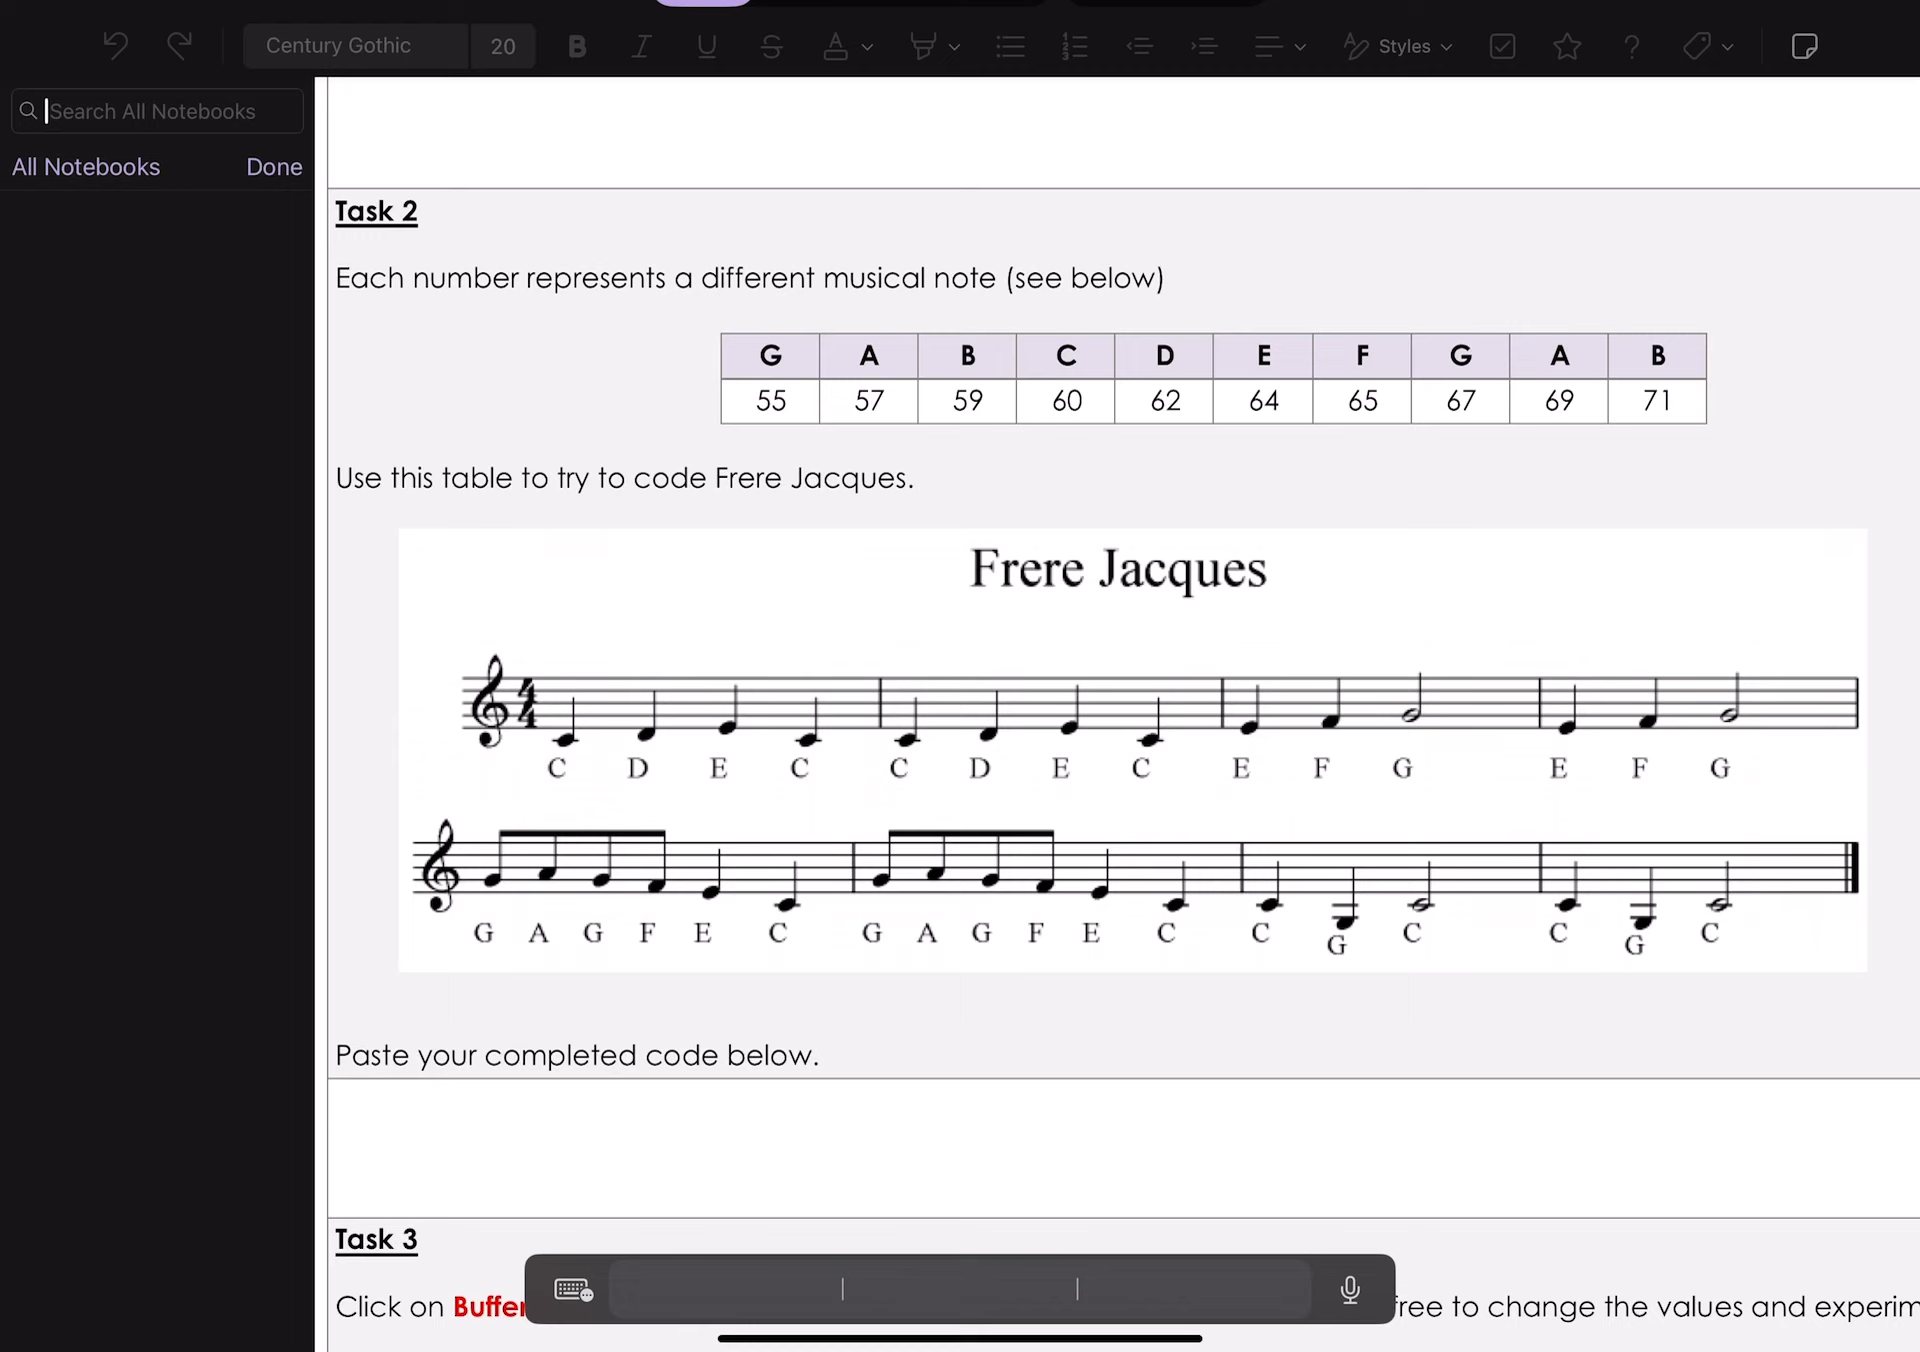 Century Gothic 20 B I U S A Styles
Search All Notebooks
All Notebooks Done
Task 2
Each number represents a different musical note (see below)
G A B C D E F G A B
55 57 59 60 62 64 65 67 69 71
Use this table to try to code Frere Jacques.
Frere Jacques
4
4
C D E C C D E C E F G E F G
G A G F E C G A G F E C C G C C G C
Paste your completed code below.
Task 3
Click on Buffer free to change the values and experim